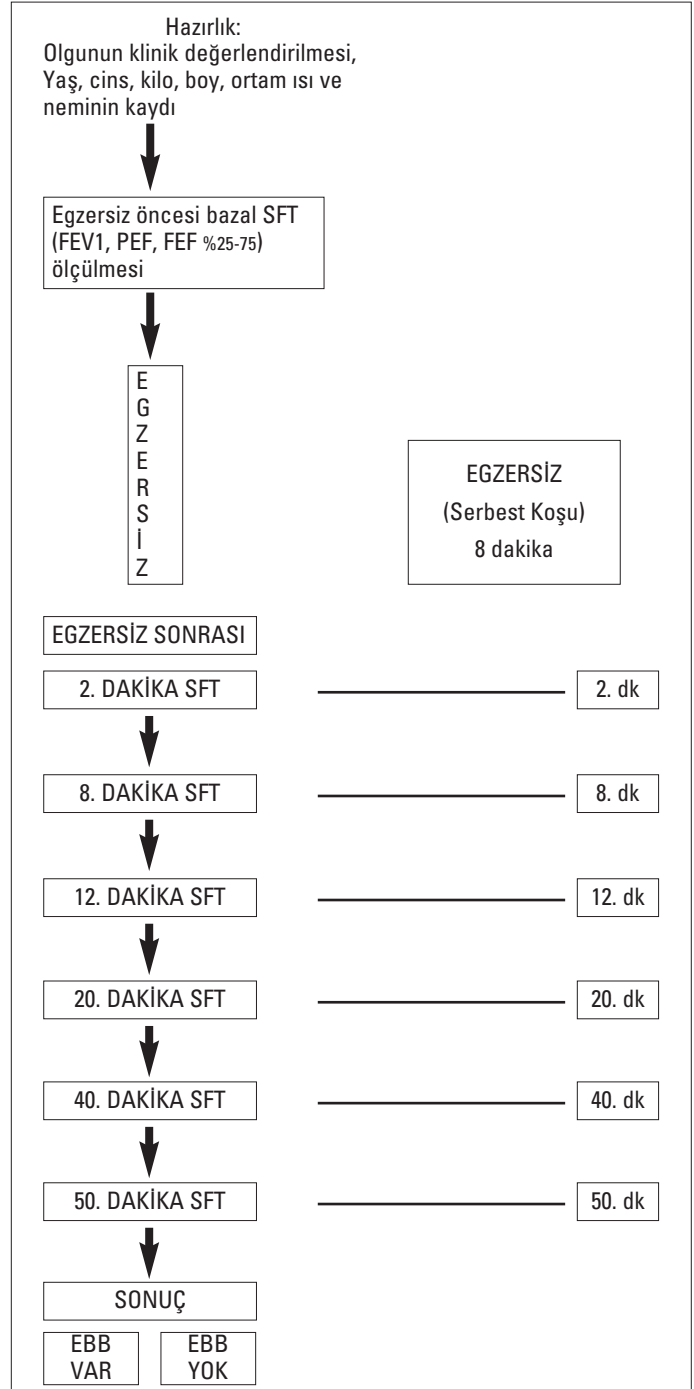 Hazırlık:
Olgunun klinik değerlendirilmesi,
Yaş, cins, kilo, boy, ortam ısı ve
neminin kaydı
Egzersiz öncesi bazal SFT
(FEV1, PEF, FEF %25-75)
ölçülmesi
E
G
Z
E
R
S
İ
Z
EGZERSİZ
(Serbest Koşu)
8 dakika
EGZERSİZ SONRASI
2. DAKİKA SFT
2. dk
8. DAKİKA SFT
8. dk
12. DAKİKA SFT
12. dk
20. DAKİKA SFT
20. dk
40. DAKİKA SFT
40. dk
50. DAKİKA SFT
50. dk
SONUÇ
EBB
VAR
EBB
YOK